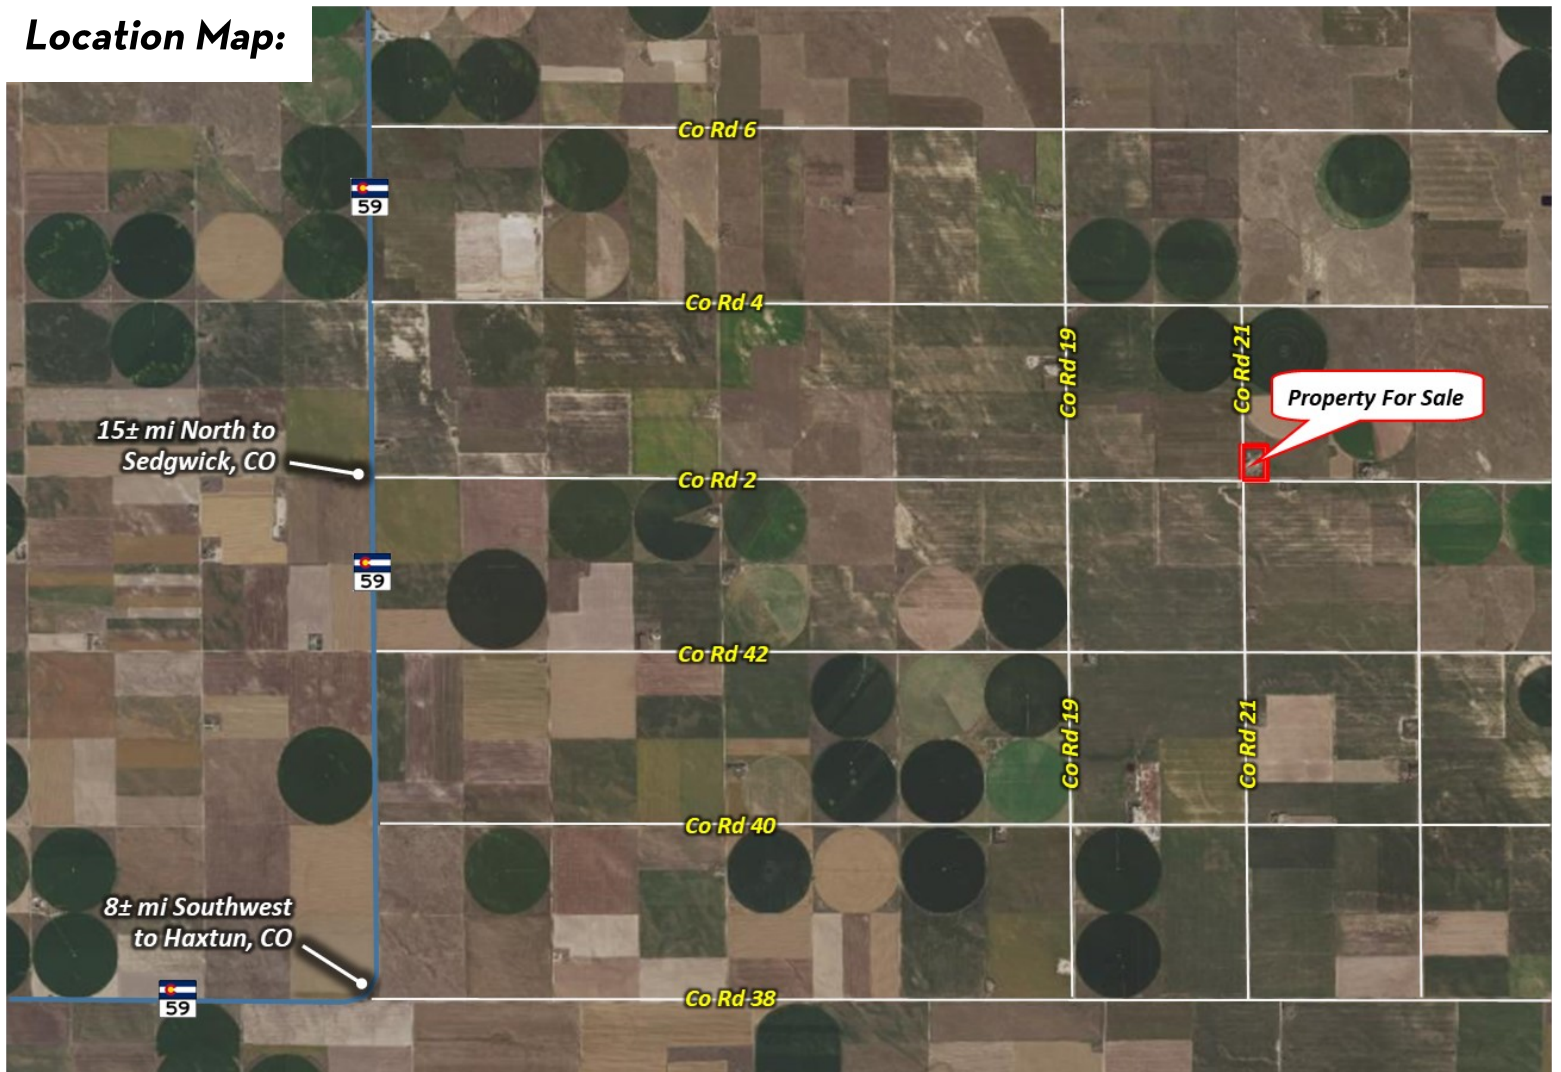 Location Map:
Co Rd 6
59
Co Rd 4
Co Rd 19
Co Rd 21
Property For Sale
15± mi North to
Sedgwick, CO
Co Rd 2
59
Co Rd 42
Co Rd 19
Co Rd 21
Co Rd 40
8± mi Southwest
to Haxtun, CO
59
Co Rd 38